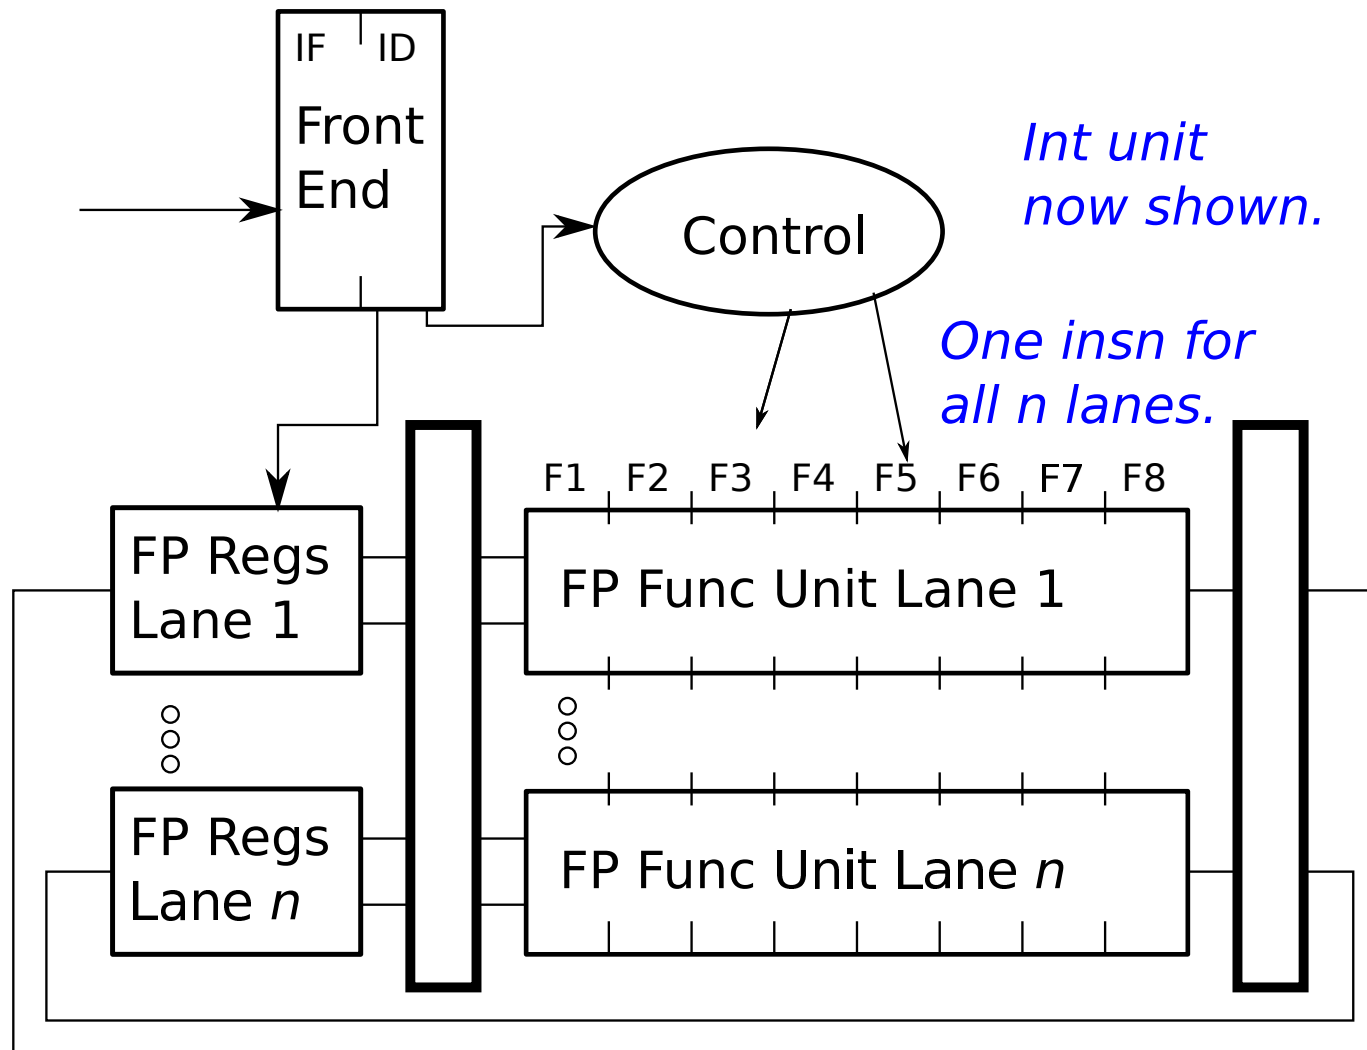 IF ID
Front
End
Control
Int unit
now shown.
One insn for
all n lanes.
F1 F2 F3 F4 F5 F6 F7 F8
FP Regs
Lane 1
FP Func Unit Lane 1
FP Regs
Lane n
FP Func Unit Lane n